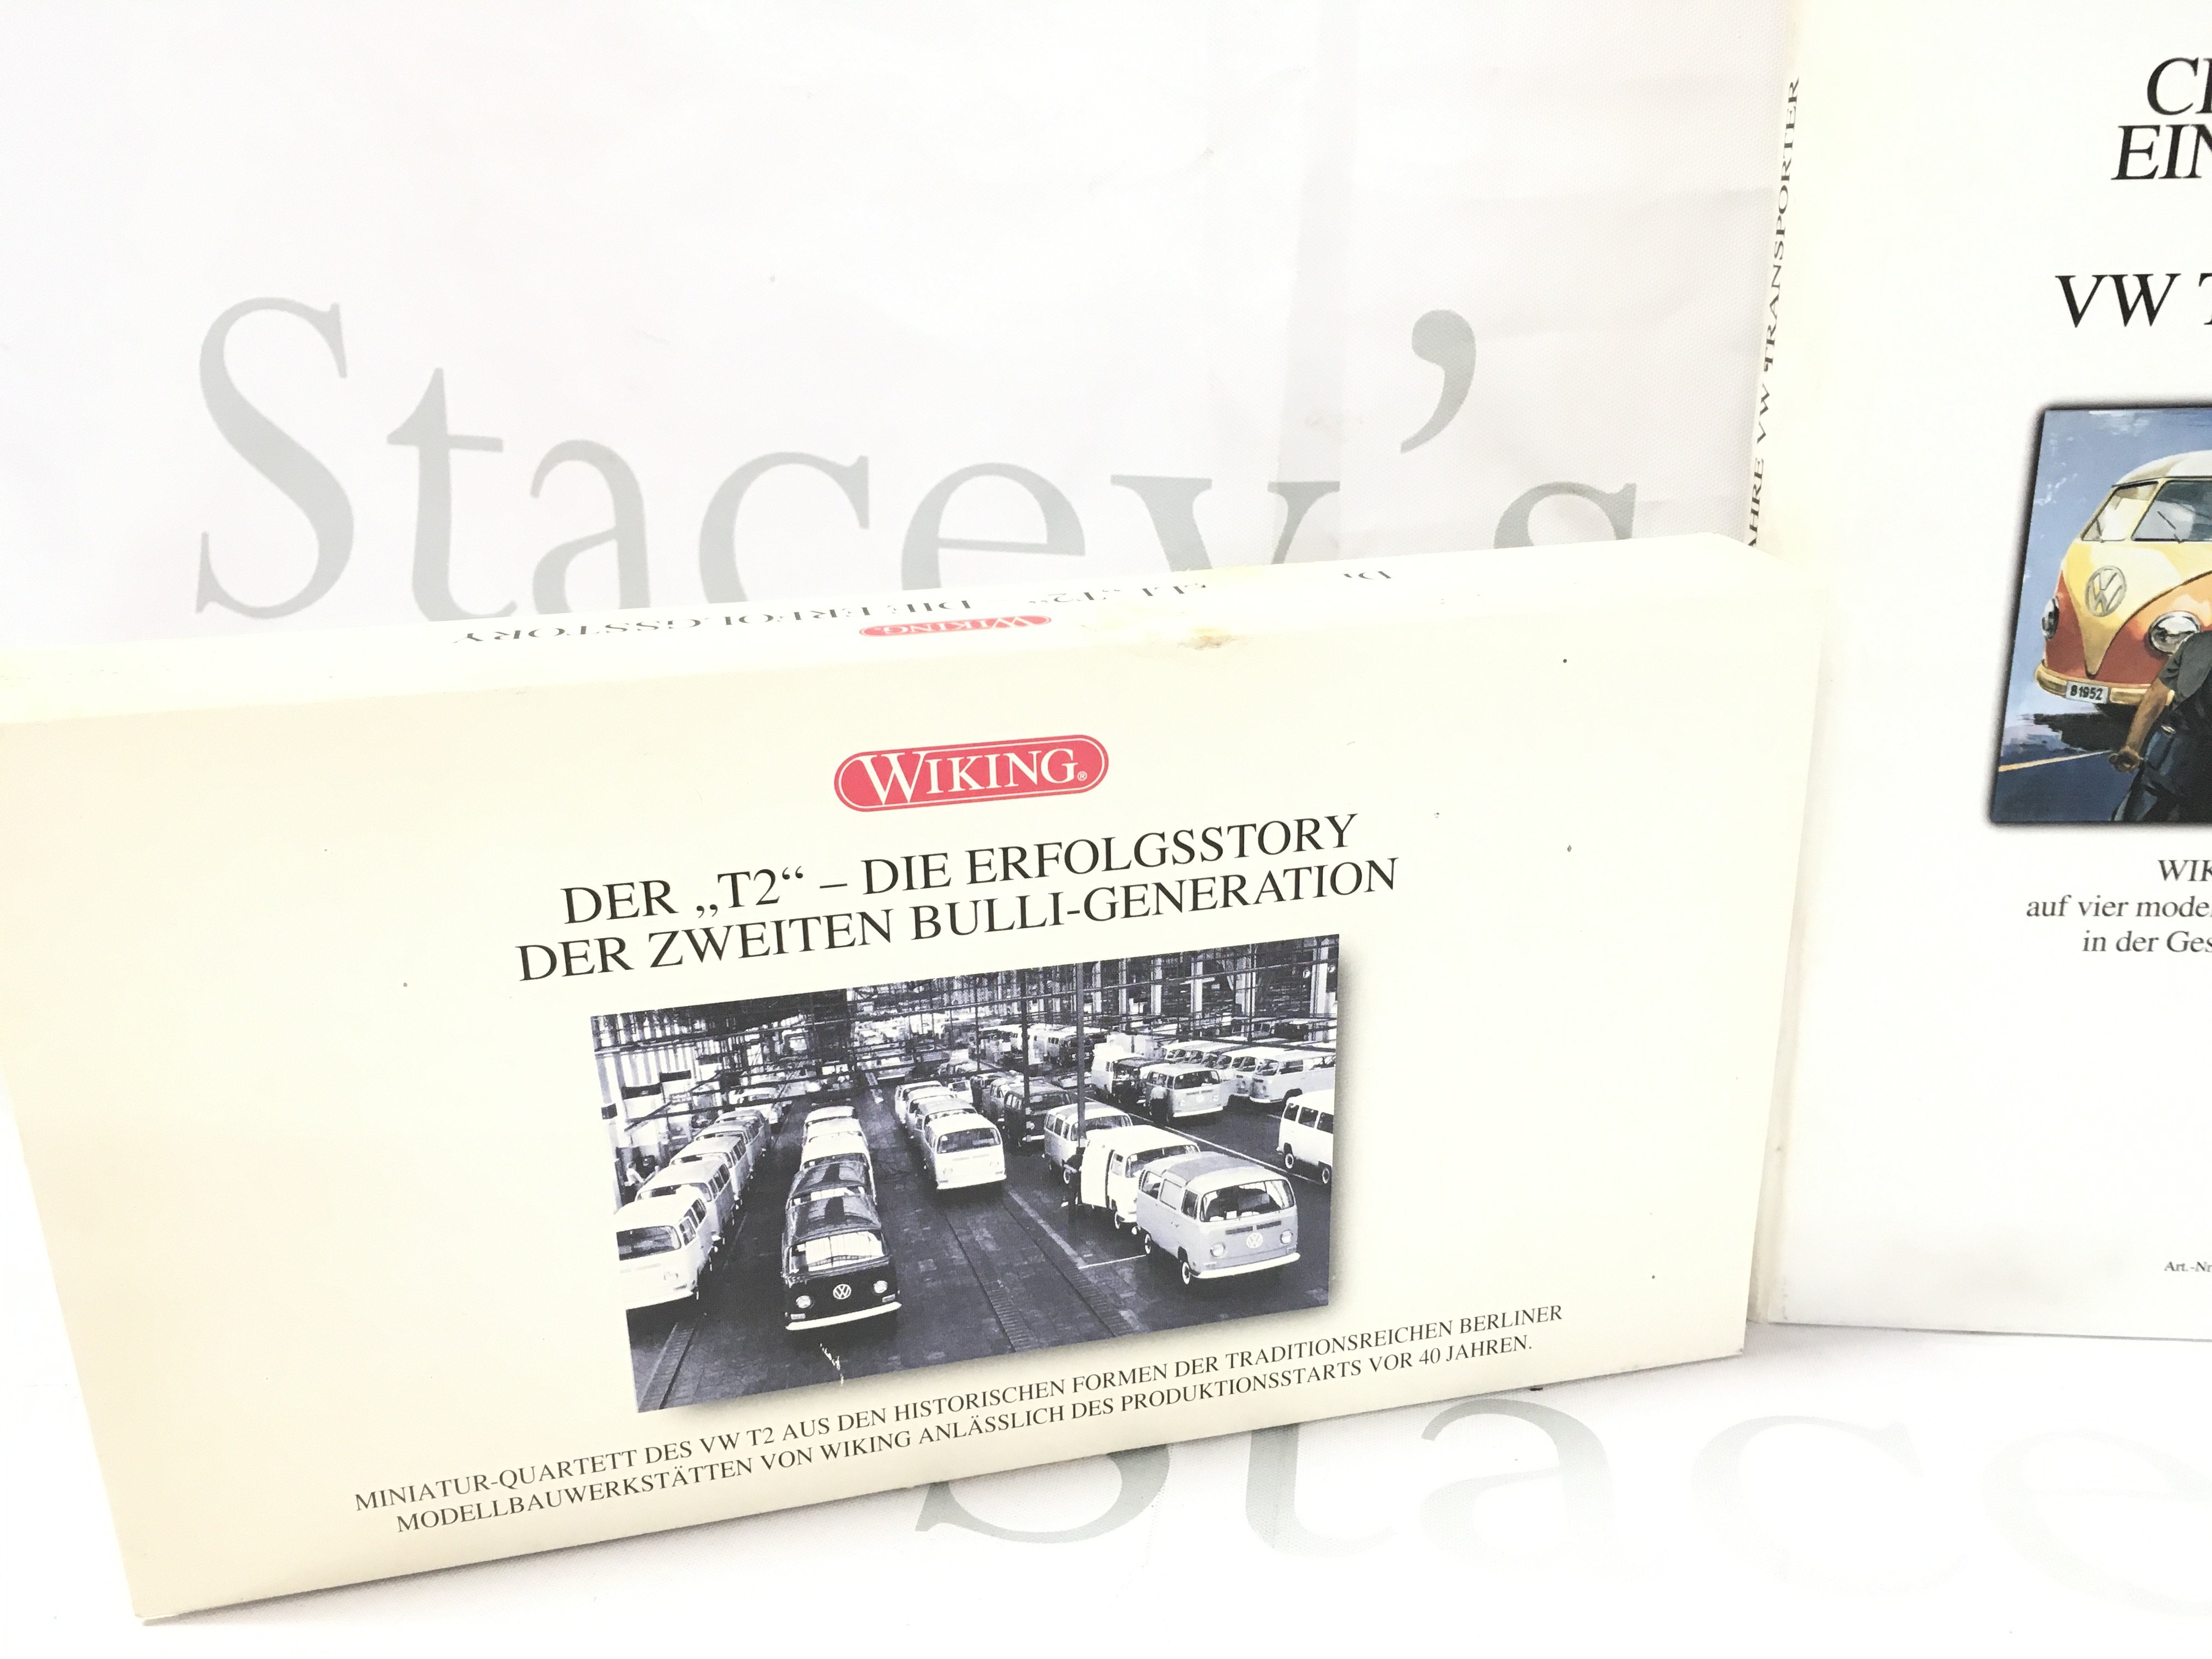 Stacey's
WIKING®
DER „T2“ – DIE ERFOLGSSTORY
DER ZWEITEN BULLI-GENERATION
MINIATUR-QUARTETT DES VW T2 AUS DEN HISTORISCHEN FORMEN DER TRADITIONSREICHEN BERLINER
MODELLBAUWERKSTÄTTEN VON WIKING ANLÄSSLICH DES PRODUKTIONSSTARTS VOR 40 JAHREN.
WIKING.
DIE ERFOLGSSTORY
VW TRANSPORTER
VW
B 1952
auf vier
in der
Art.-Nr